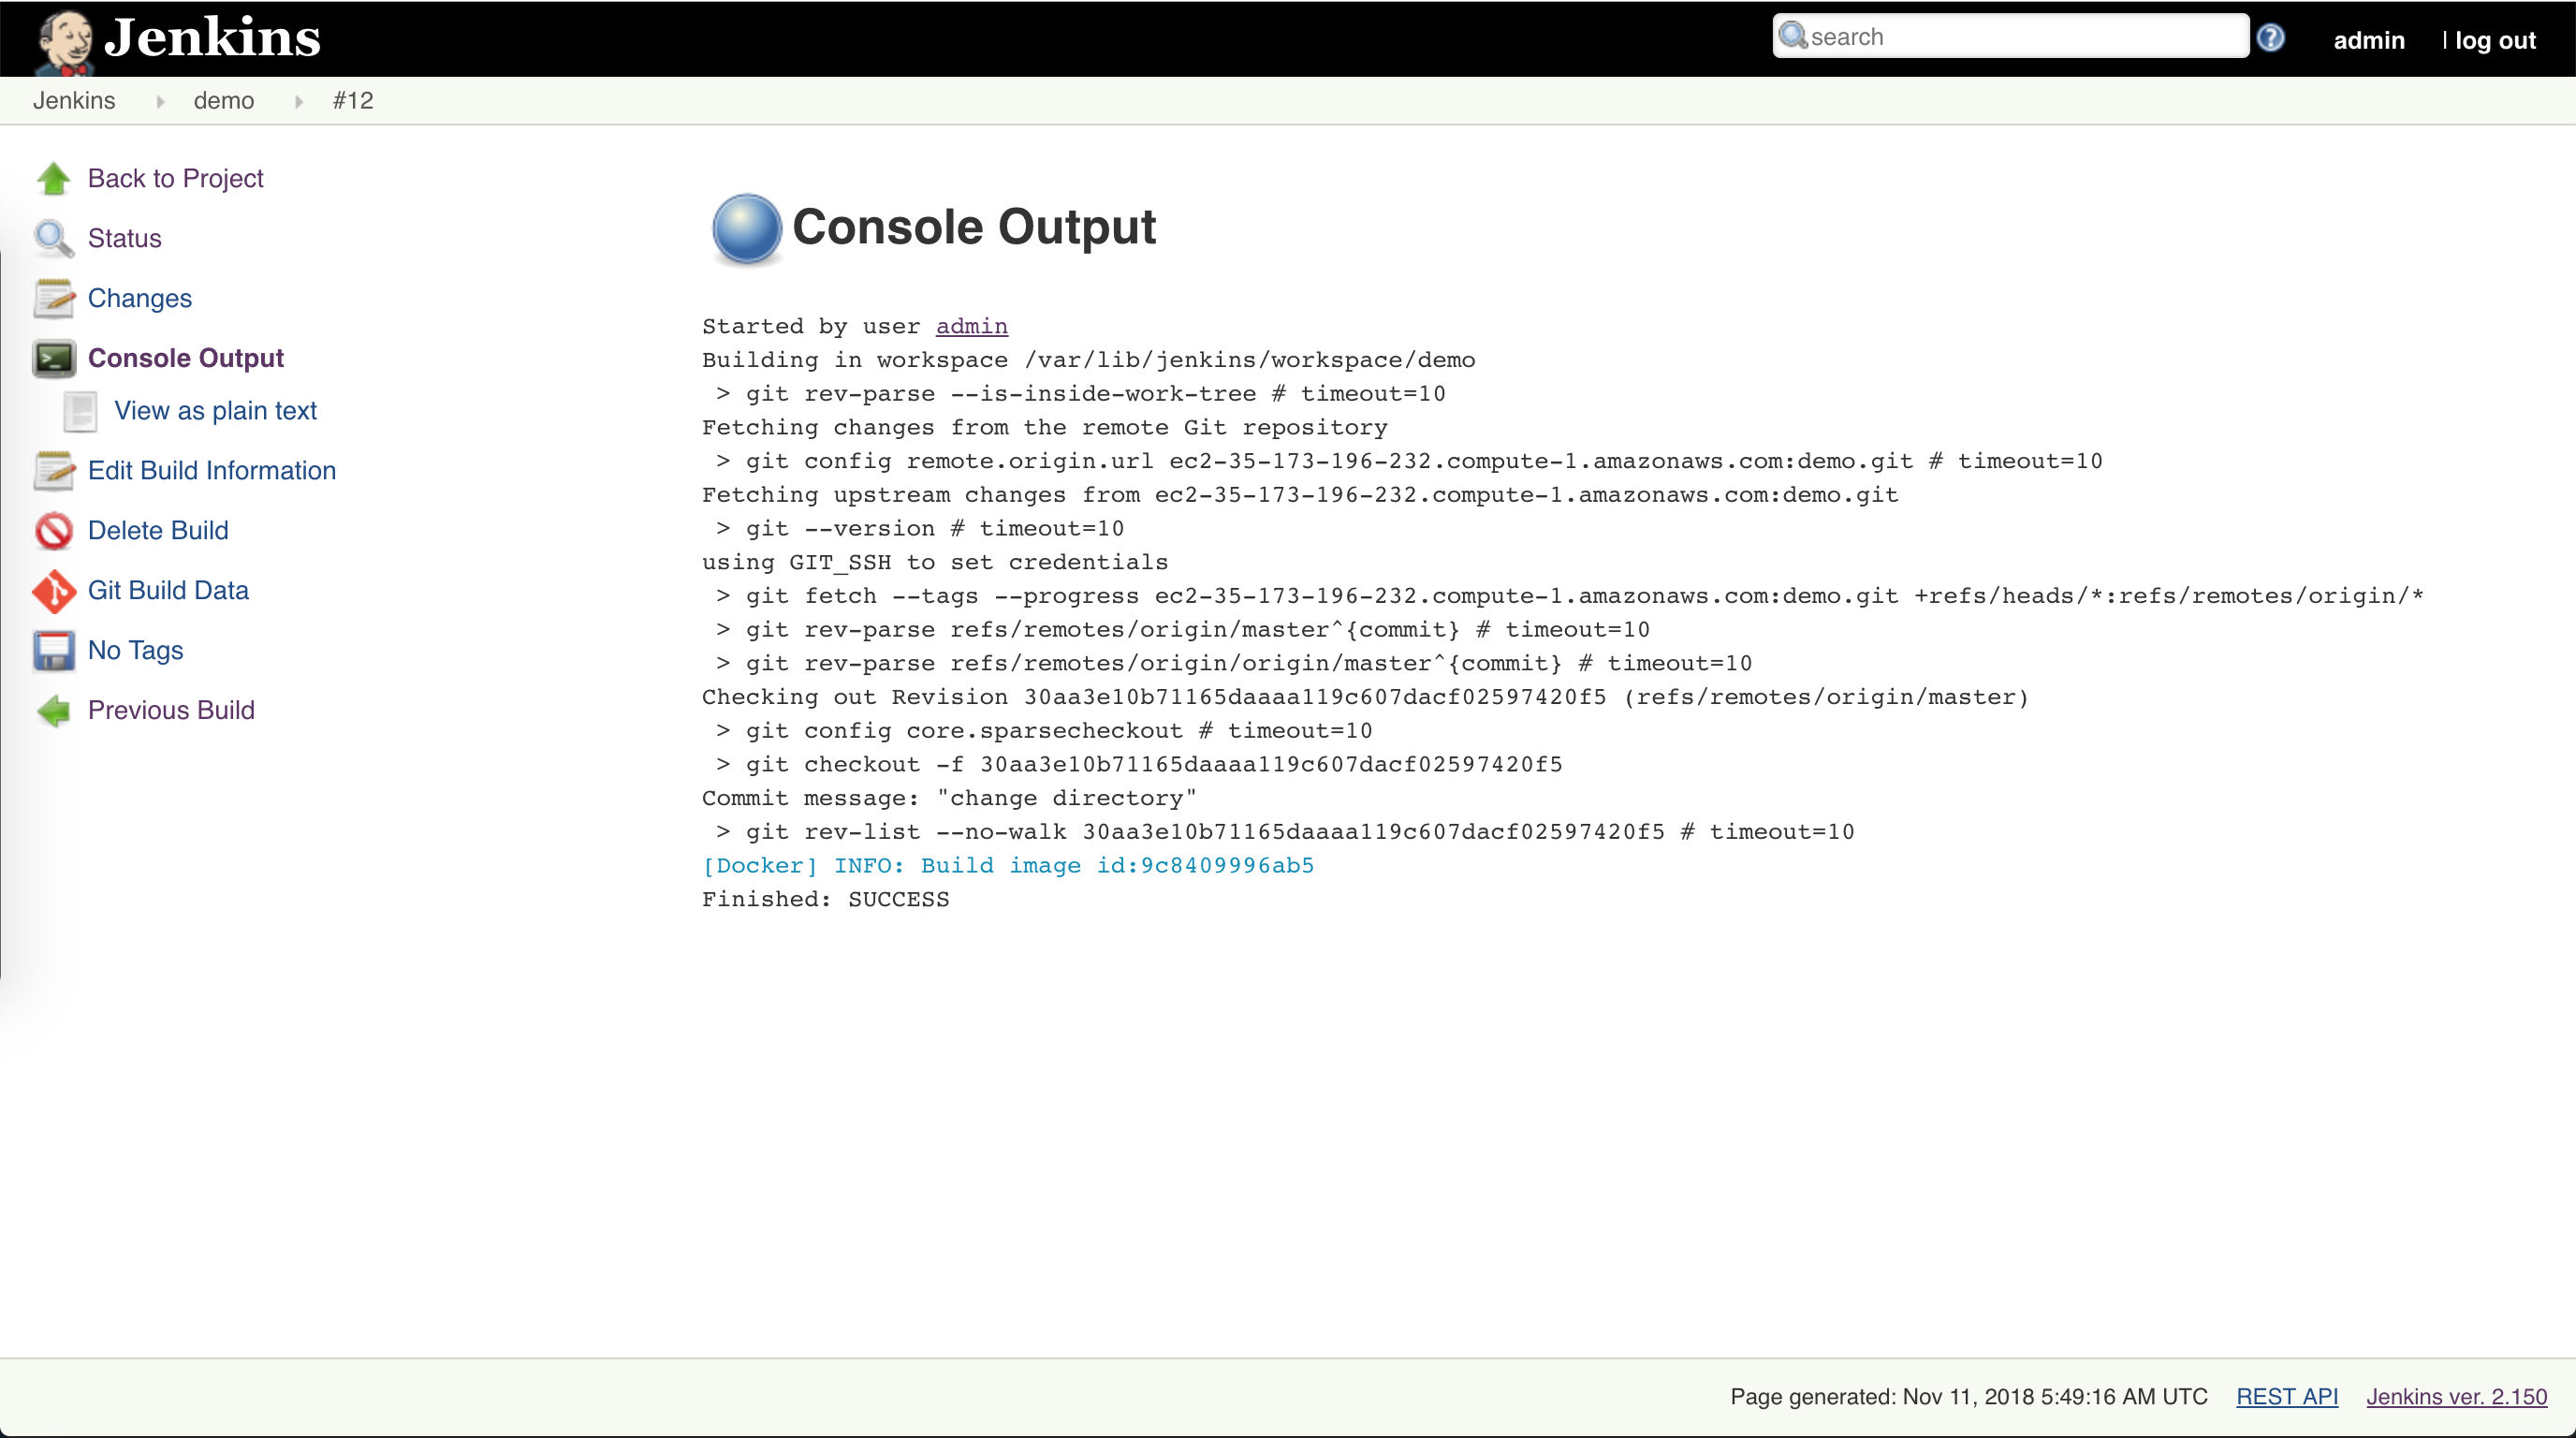 Jenkins
search
admin
| log out
Jenkins
demo
#12
Back to Project
Status
Changes
Console Output
View as plain text
Edit Build Information
Delete Build
Git Build Data
No Tags
Previous Build
Console Output
Started by user admin
Building in workspace /var/lib/jenkins/workspace/demo
> git rev-parse --is-inside-work-tree # timeout=10
Fetching changes from the remote Git repository
> git config remote.origin.url ec2-35-173-196-232.compute-1.amazonaws.com:demo.git # timeout=10
Fetching upstream changes from ec2-35-173-196-232.compute-1.amazonaws.com:demo.git
> git --version # timeout=10
using GIT_SSH to set credentials
> git fetch --tags --progress ec2-35-173-196-232.compute-1.amazonaws.com:demo.git +refs/heads/*:refs/remotes/origin/*
> git rev-parse refs/remotes/origin/master^{commit} # timeout=10
> git rev-parse refs/remotes/origin/origin/master^{commit} # timeout=10
Checking out Revision 30aa3e10b71165daaaa119c607dacf02597420f5 (refs/remotes/origin/master)
> git config core.sparsecheckout # timeout=10
> git checkout -f 30aa3e10b71165daaaa119c607dacf02597420f5
Commit message: "change directory"
> git rev-list --no-walk 30aa3e10b71165daaaa119c607dacf02597420f5 # timeout=10
[Docker] INFO: Build image id:9c8409996ab5
Finished: SUCCESS
Page generated: Nov 11, 2018 5:49:16 AM UTC
REST API
Jenkins ver. 2.150